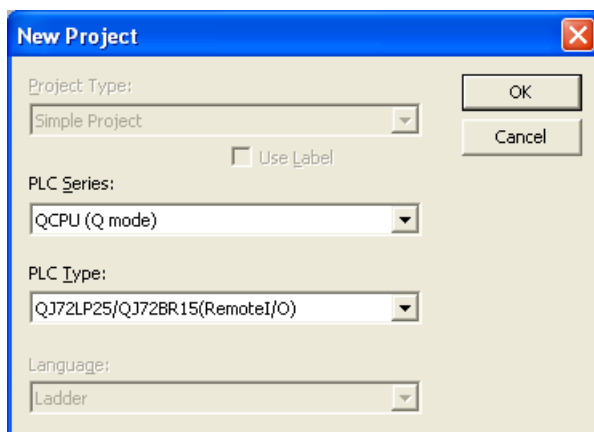 New Project
Project Type:
Simple Project
Use Label
PLC Series:
QCPU (Q mode)
PLC Type:
QJ72LP25/QJ72BR15(RemoteI/O)
Language:
Ladder
OK
Cancel